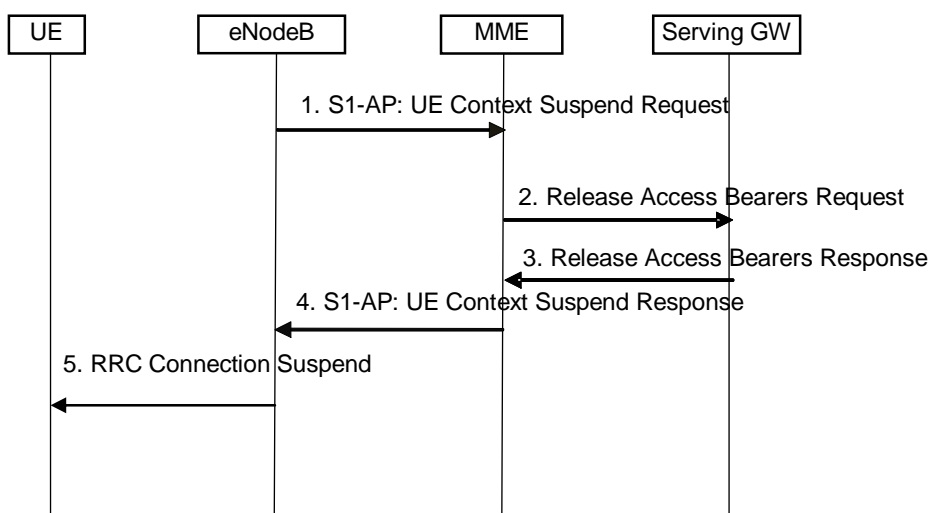 UE
eNodeB
MME
Serving GW
1. S1-AP: UE Context Suspend Request
2. Release Access Bearers Request
3. Release Access Bearers Response
4. S1-AP: UE Context Suspend Response
5. RRC Connection Suspend